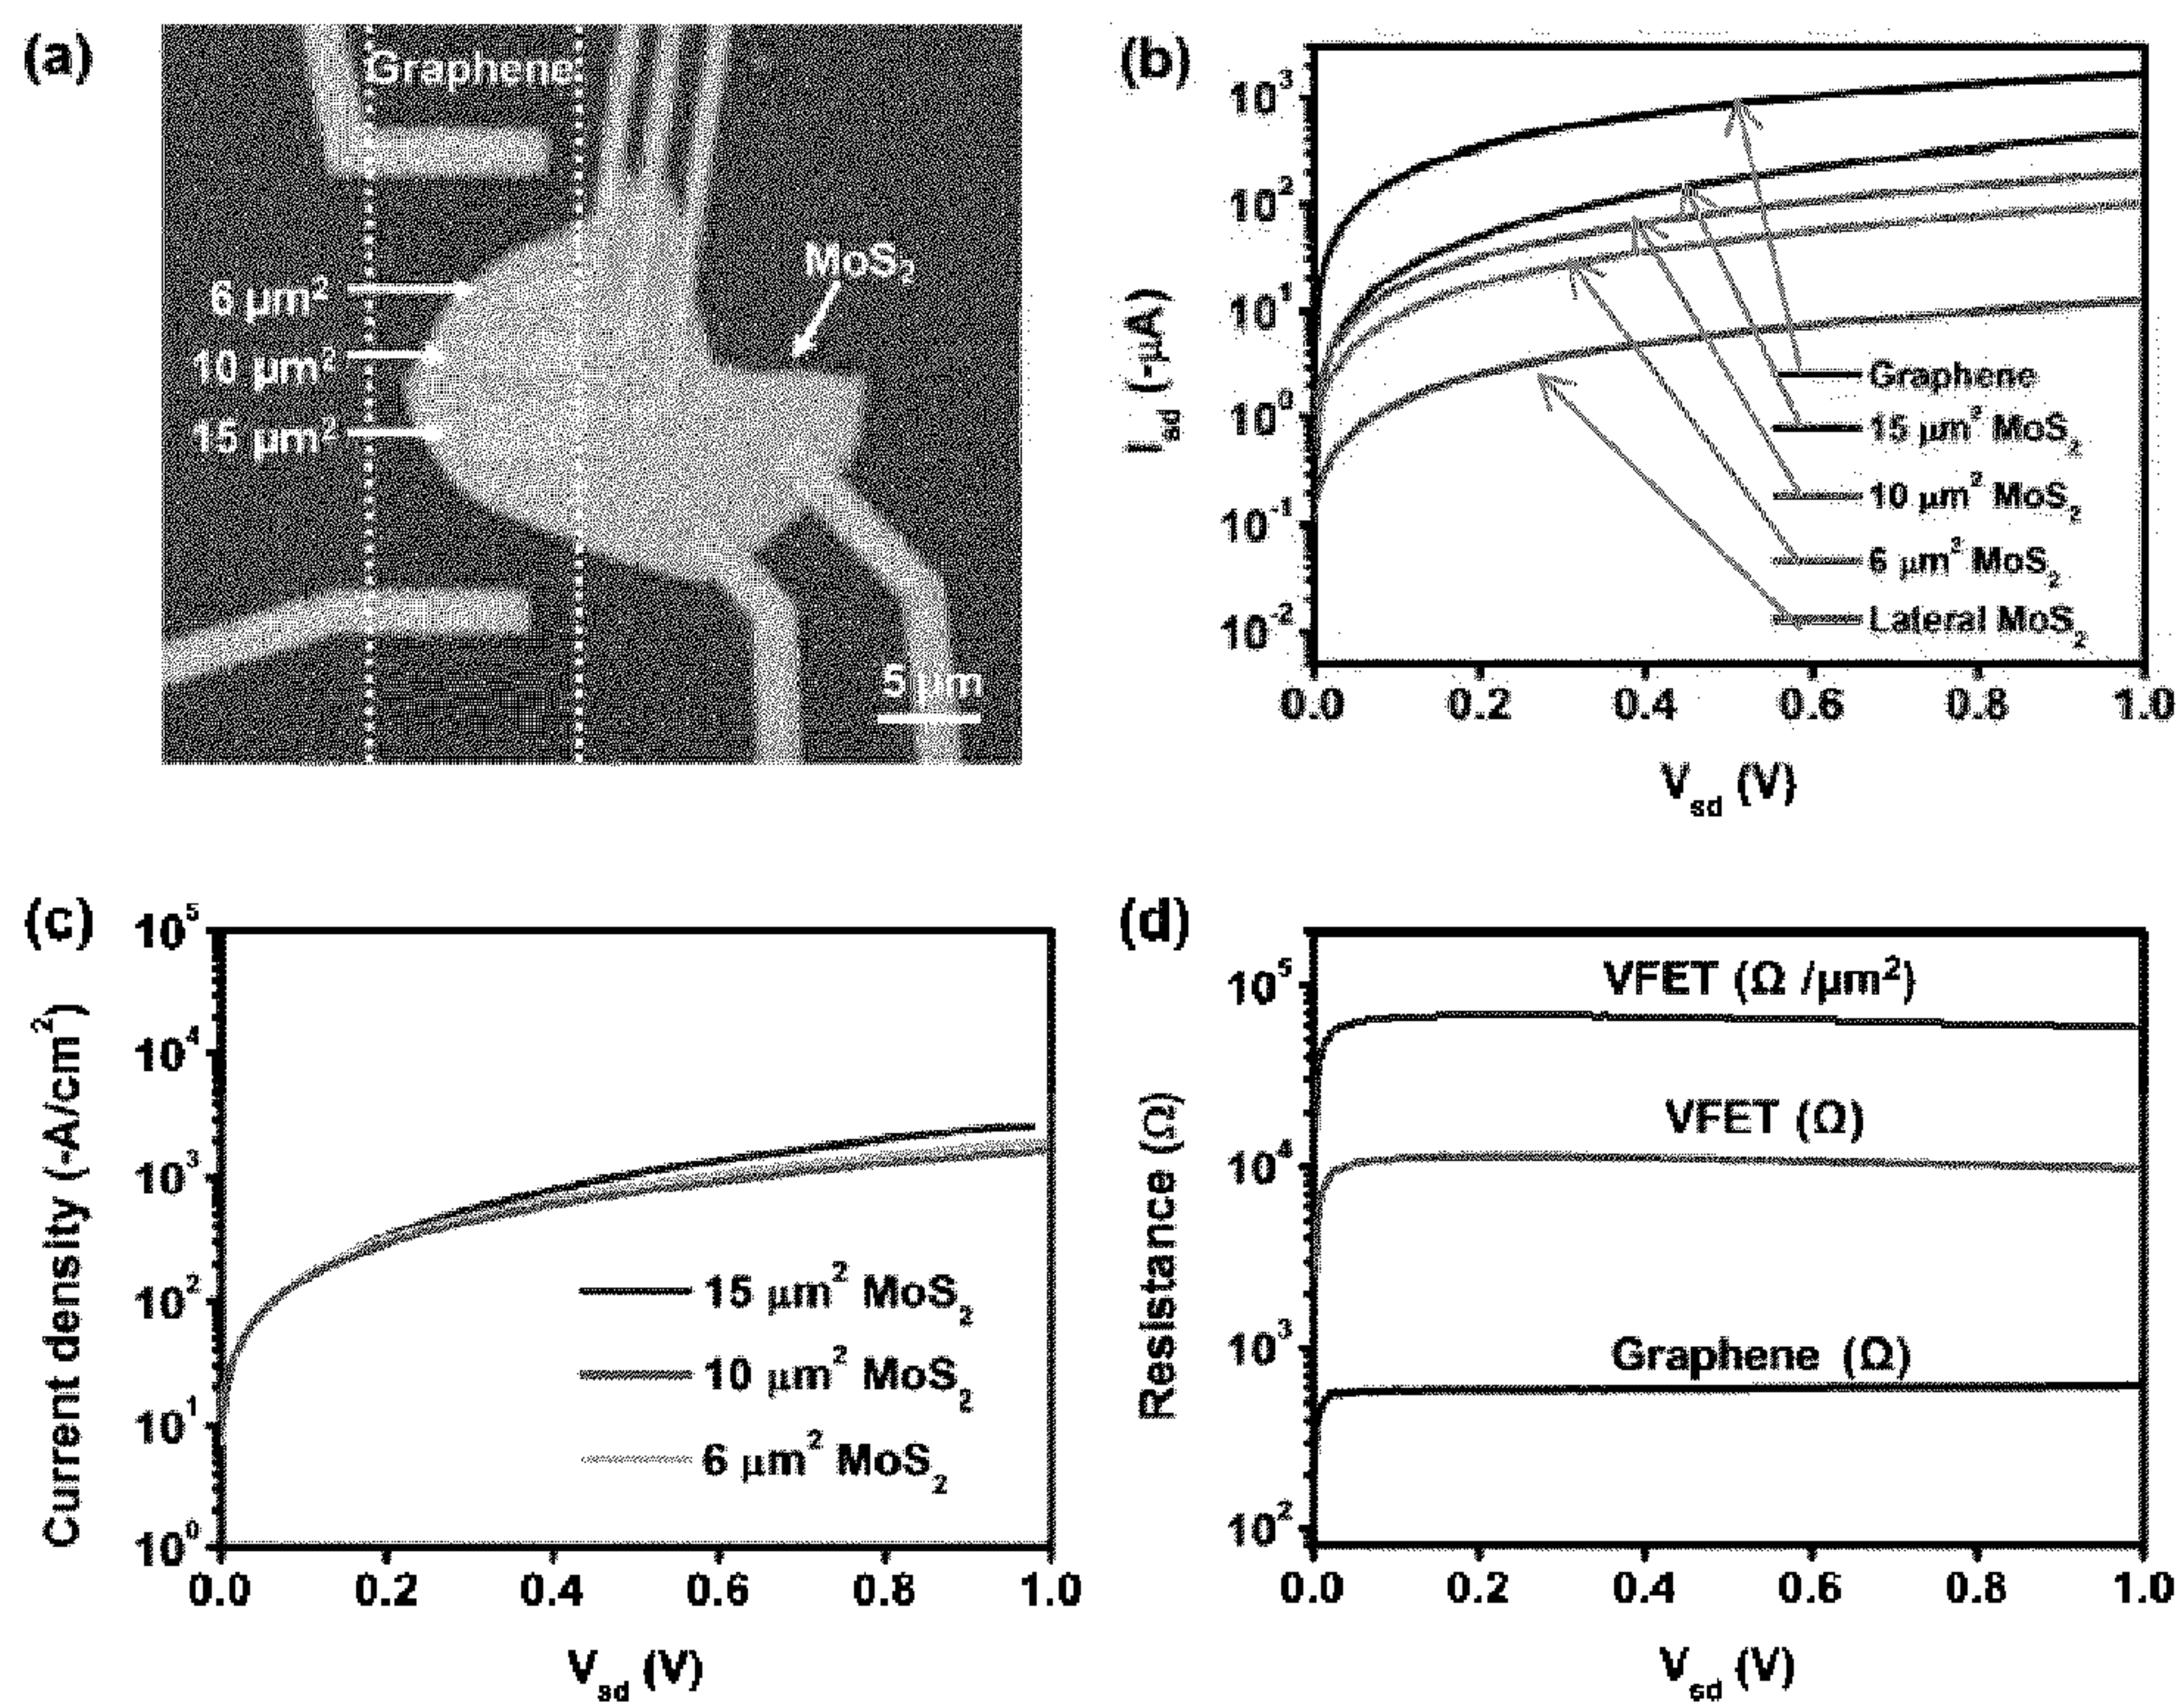 (a)
Graphene
MoS₂
6 μm²
10 μm²
15 μm²
5 μm
(b)
10³
10²
10¹
10⁰
10⁻¹
10⁻²
I_sd (-μA)
Graphene
15 μm² MoS₂
10 μm² MoS₂
6 μm² MoS₂
Lateral MoS₂
0.0 0.2 0.4 0.6 0.8 1.0
V_sd (V)
(c)
10⁵
10⁴
10³
10²
10¹
10⁰
Current density (-A/cm²)
15 μm² MoS₂
10 μm² MoS₂
6 μm² MoS₂
0.0 0.2 0.4 0.6 0.8 1.0
V_sd (V)
(d)
10⁵
10⁴
10³
10²
Resistance (Ω)
VFET (Ω /μm²)
VFET (Ω)
Graphene (Ω)
0.0 0.2 0.4 0.6 0.8 1.0
V_sd (V)